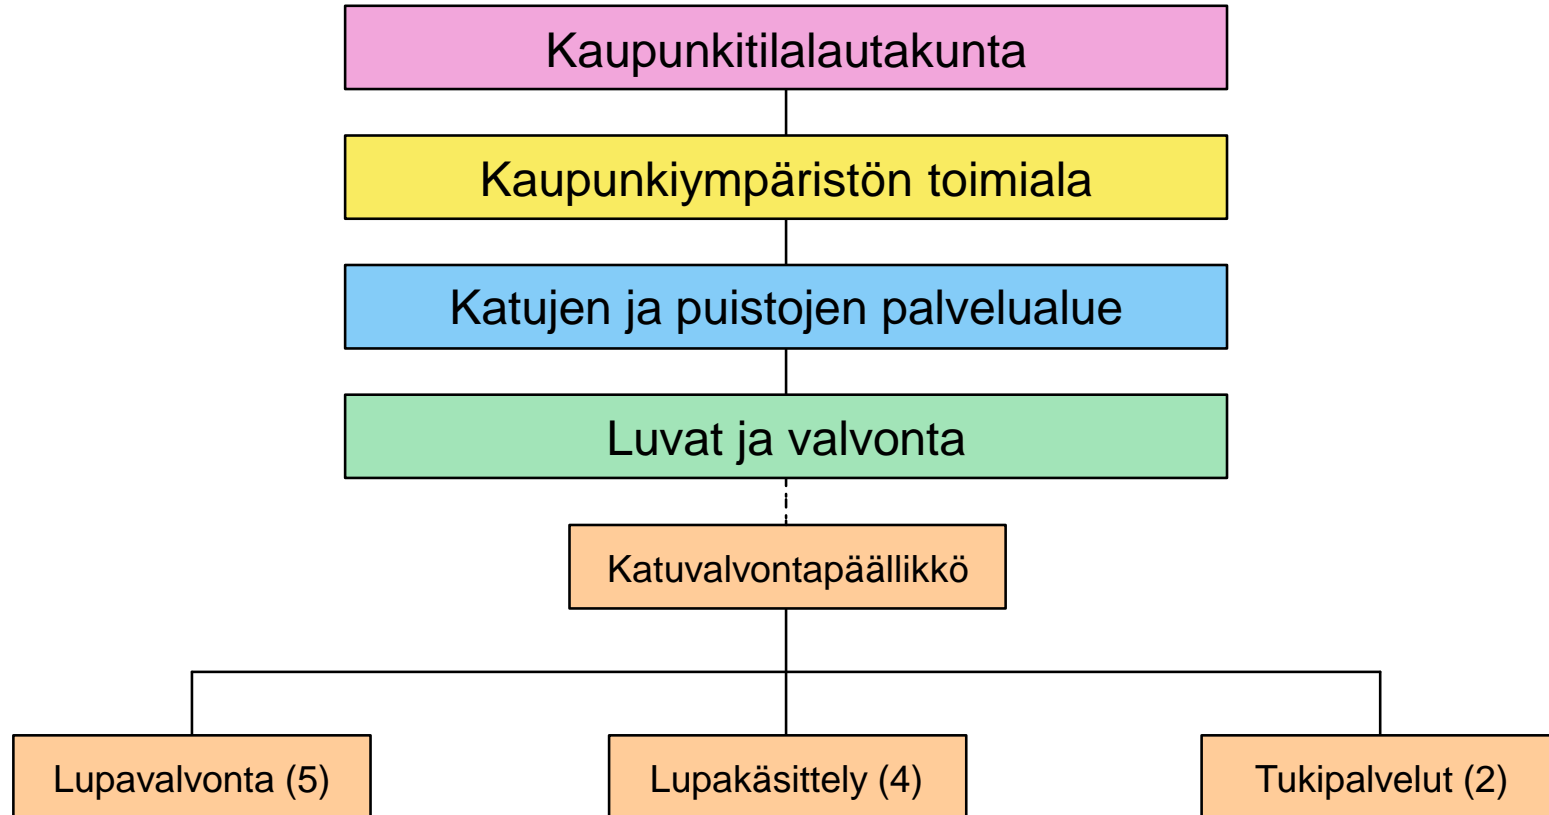 Kaupunkitilalautakunta
Kaupunkiympäristön toimiala
Katujen ja puistojen palvelualue
Luvat ja valvonta
Katuvalvontapäällikkö
Lupavalvonta (5)
Lupakäsittely (4)
Tukipalvelut (2)